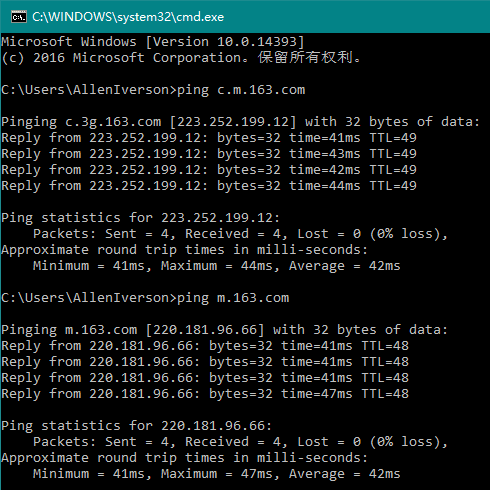 C:\WINDOWS\system32\cmd.exe
Microsoft Windows [Version 10.0.14393]
(c) 2016 Microsoft Corporation。保留所有权利。
C:\Users\AllenIverson>ping c.m.163.com
Pinging c.3g.163.com [223.252.199.12] with 32 bytes of data:
Reply from 223.252.199.12: bytes=32 time=41ms TTL=49
Reply from 223.252.199.12: bytes=32 time=43ms TTL=49
Reply from 223.252.199.12: bytes=32 time=42ms TTL=49
Reply from 223.252.199.12: bytes=32 time=44ms TTL=49
Ping statistics for 223.252.199.12:
    Packets: Sent = 4, Received = 4, Lost = 0 (0% loss),
Approximate round trip times in milli-seconds:
    Minimum = 41ms, Maximum = 44ms, Average = 42ms
C:\Users\AllenIverson>ping m.163.com
Pinging m.163.com [220.181.96.66] with 32 bytes of data:
Reply from 220.181.96.66: bytes=32 time=41ms TTL=48
Reply from 220.181.96.66: bytes=32 time=41ms TTL=48
Reply from 220.181.96.66: bytes=32 time=41ms TTL=48
Reply from 220.181.96.66: bytes=32 time=47ms TTL=48
Ping statistics for 220.181.96.66:
    Packets: Sent = 4, Received = 4, Lost = 0 (0% loss),
Approximate round trip times in milli-seconds:
    Minimum = 41ms, Maximum = 47ms, Average = 42ms